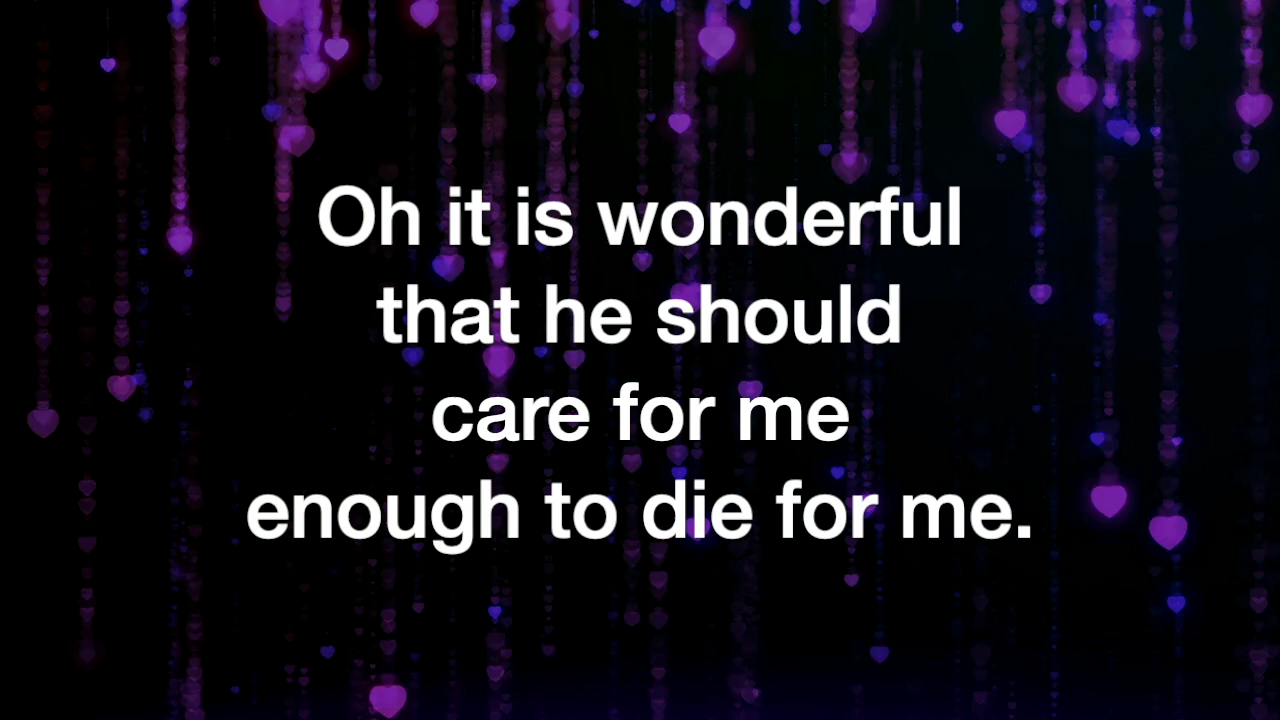 Oh it is wonderful
that he should
care for me
enough to die for me.